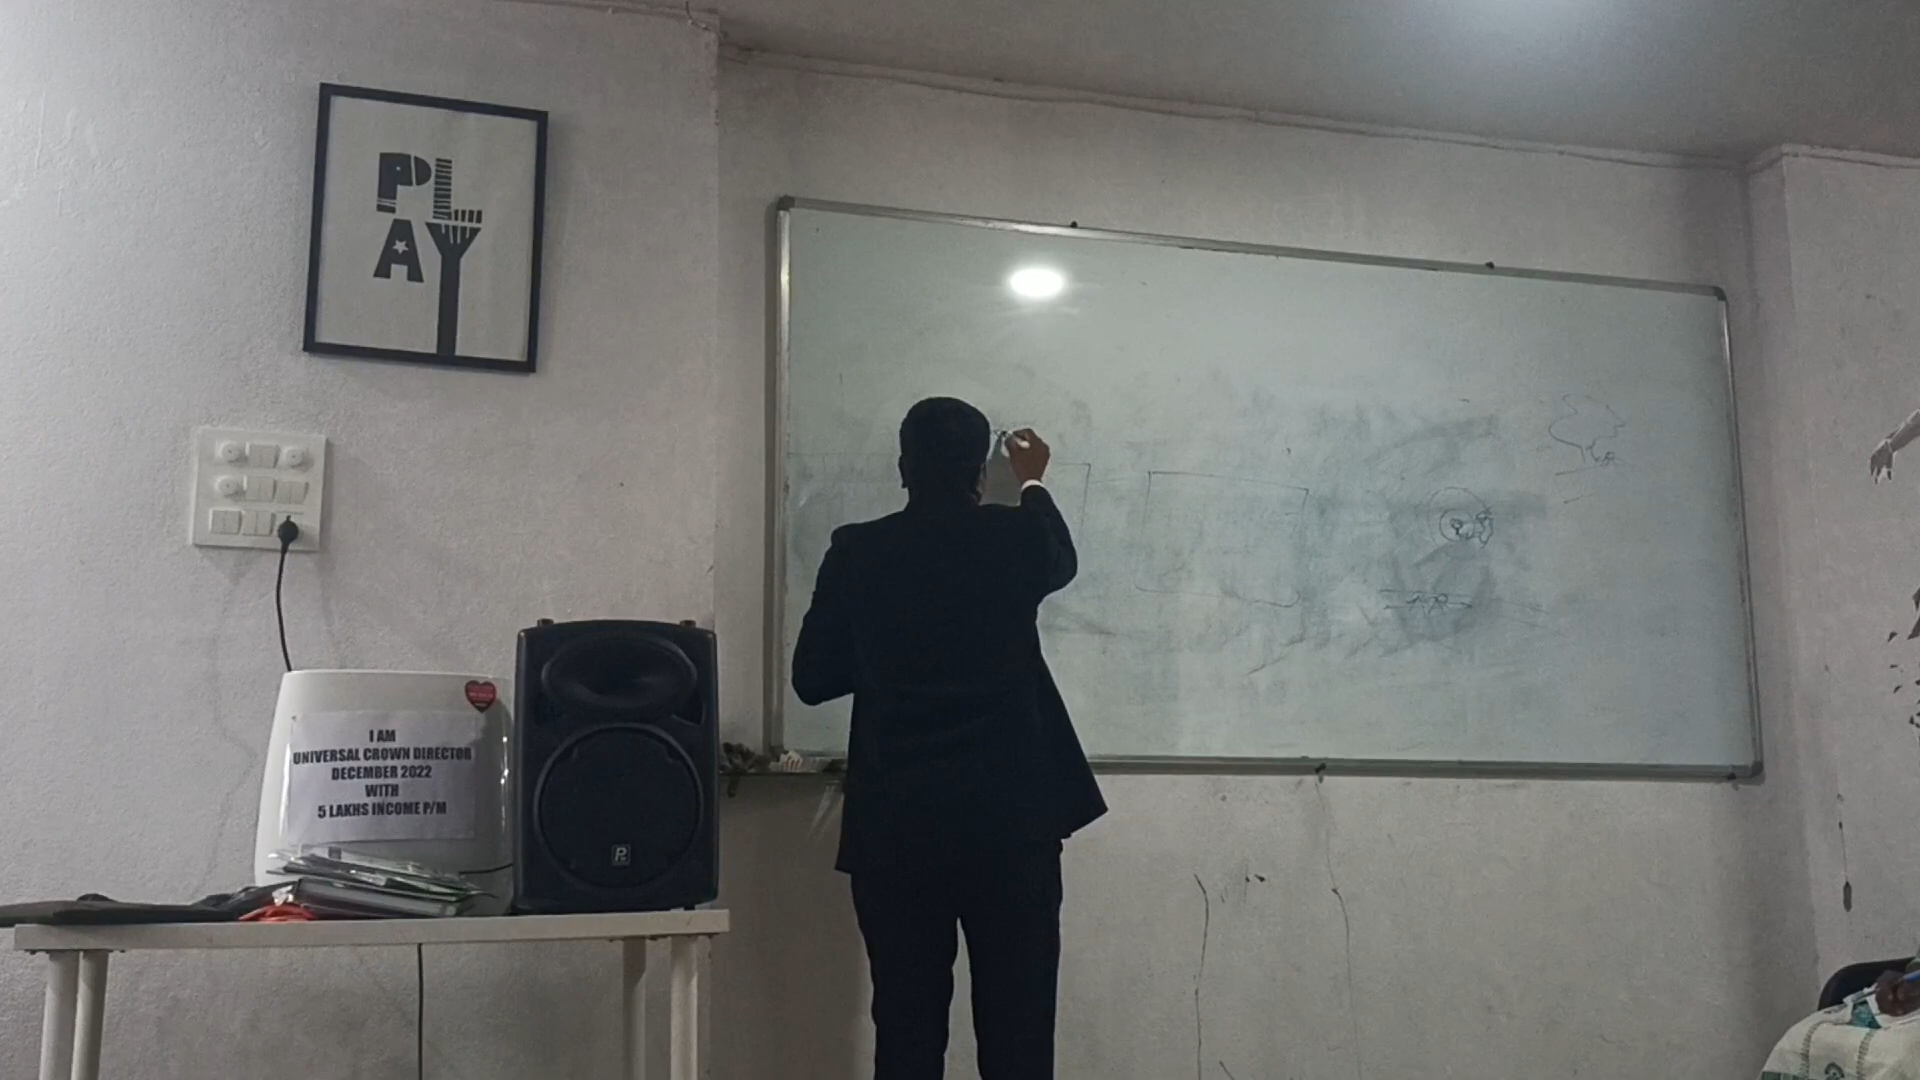 PL
AY
I AM
UNIVERSAL CROWN DIRECTOR
DECEMBER 2022
WITH
5 LAKHS INCOME P/M
P